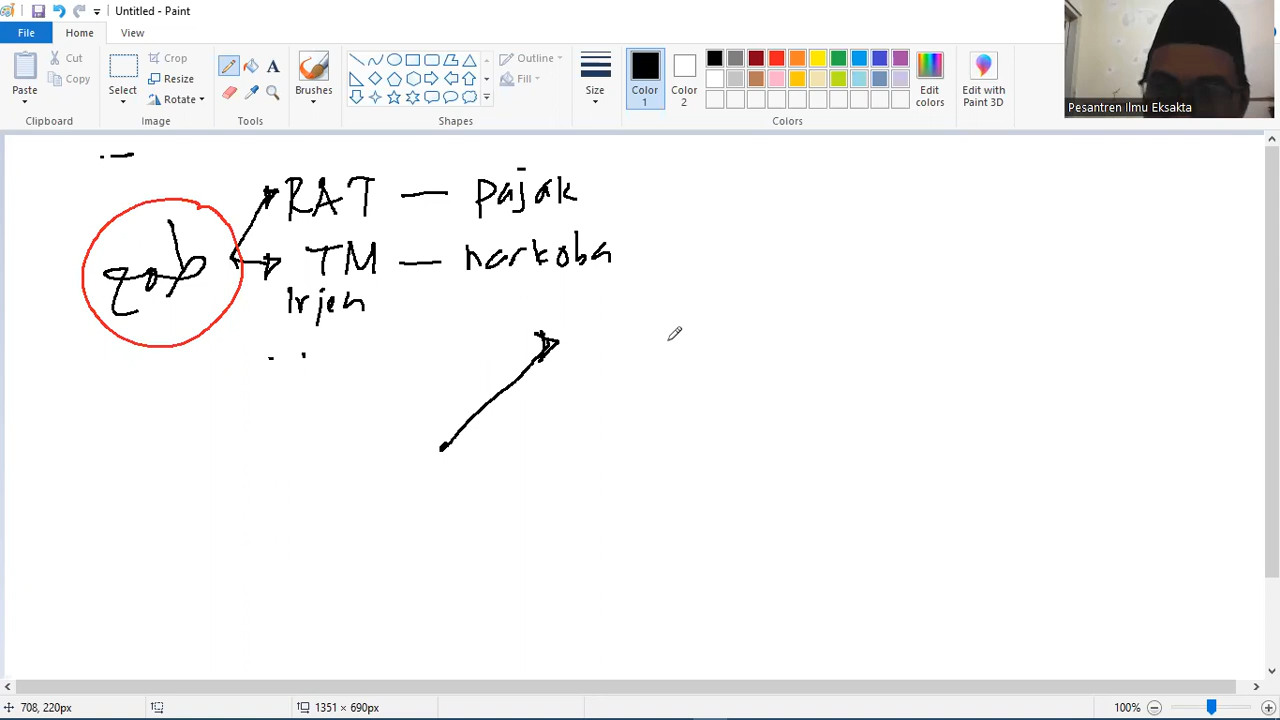 Untitled - Paint
File Home View
Paste
Cut
Copy
Clipboard
Select
Crop
Resize
Rotate
Image
Tools
Brushes
Shapes
Outline
Fill
Size
Color 1
Color 2
Colors
Edit colors
Edit with Paint 3D
Pesantren Ilmu Eksakta
RAT — pajak
TM — narkoba
Irjen
708, 220px
1351 × 690px
100%